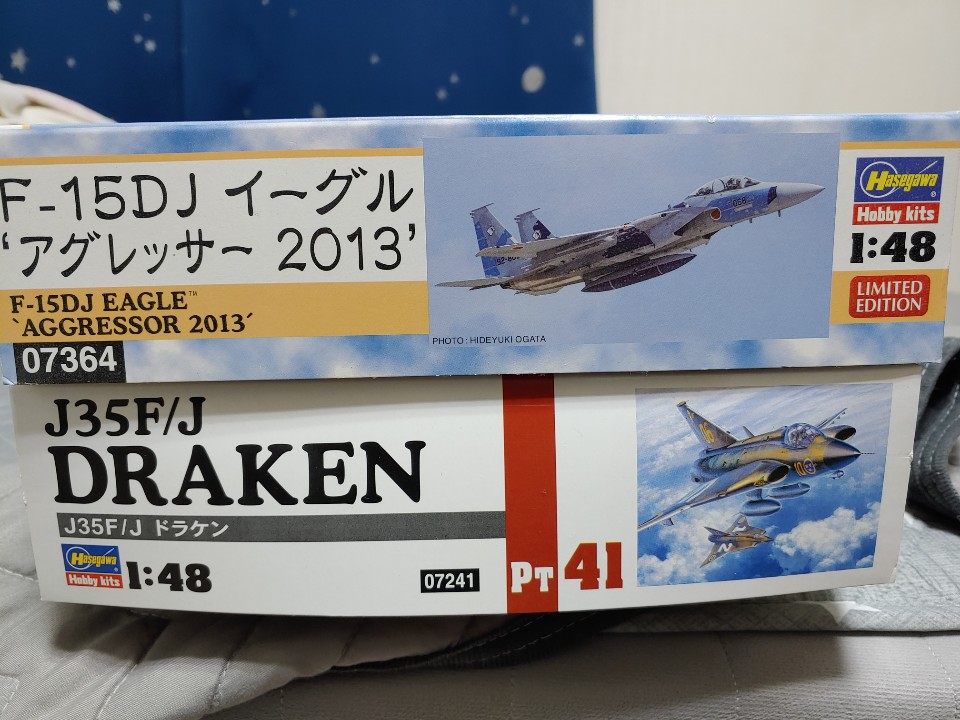 F-15DJ イーグル
‘アグレッサー 2013’
F-15DJ EAGLE™
‵AGGRESSOR 2013′
07364
PHOTO : HIDEYUKI OGATA
Hasegawa
Hobby kits
1:48
LIMITED
EDITION
J35F/J
DRAKEN
J35F/J ドラケン
Hasegawa
Hobby kits
1:48
07241
PT 41